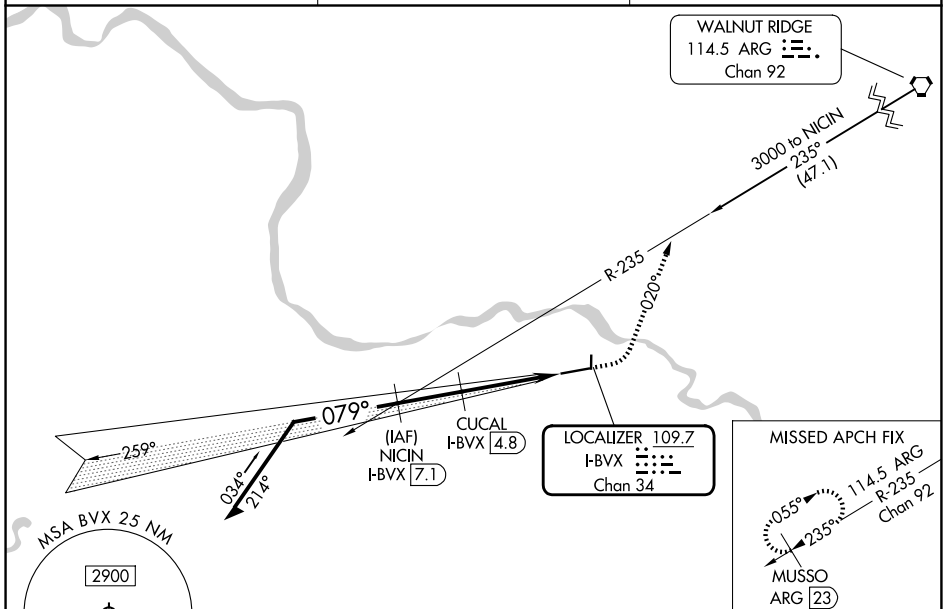 WALNUT RIDGE
114.5 ARG
Chan 92
3000 to NICIN
235°
(47.1)
R-235
020°
079°
259°
(IAF)
NICIN
I-BVX 7.1
CUCAL
I-BVX 4.8
LOCALIZER 109.7
I-BVX
Chan 34
034°
214°
MSA BVX 25 NM
2900
MISSED APCH FIX
114.5 ARG
R-235
Chan 92
055°
235°
MUSSO
ARG 23